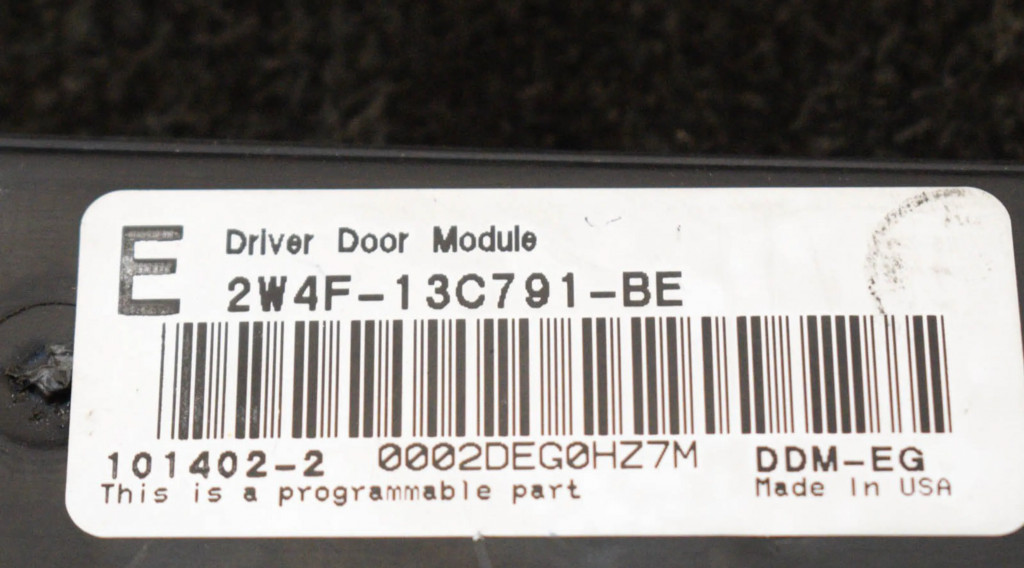 E
Driver Door Module
2W4F-13C791-BE
101402-2 0002DEG0HZ7M DDM-EG
This is a programmable part Made In USA